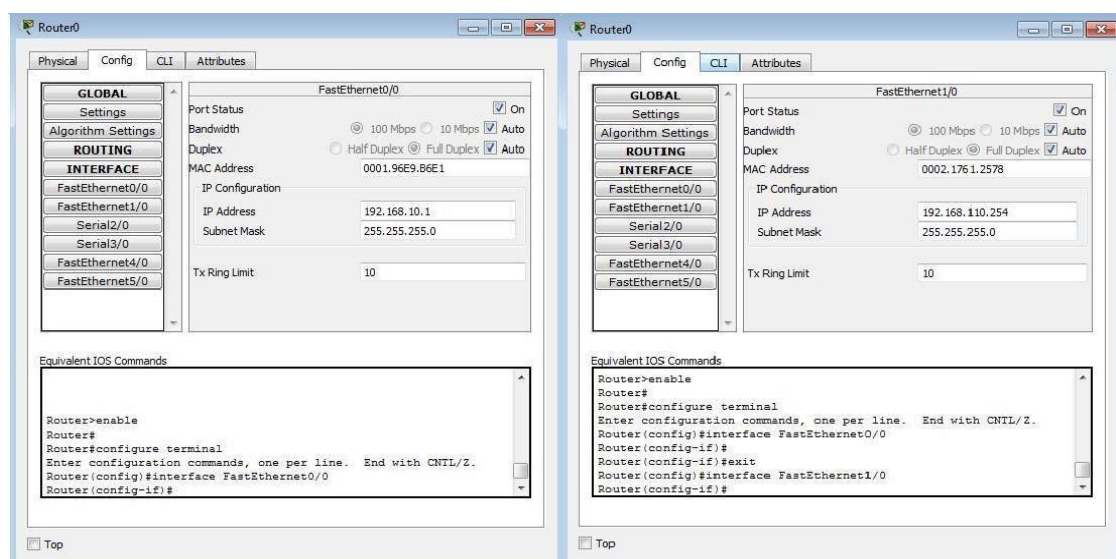 Router0
Physical Config CLI Attributes
GLOBAL
Settings
Algorithm Settings
ROUTING
INTERFACE
FastEthernet0/0
FastEthernet1/0
Serial2/0
Serial3/0
FastEthernet4/0
FastEthernet5/0
FastEthernet0/0
Port Status On
Bandwidth 100 Mbps 10 Mbps Auto
Duplex Half Duplex Full Duplex Auto
MAC Address 0001.96E9.B6E1
IP Configuration
IP Address 192.168.10.1
Subnet Mask 255.255.255.0
Tx Ring Limit 10
Equivalent IOS Commands
Router>enable
Router#
Router#configure terminal
Enter configuration commands, one per line. End with CNTL/Z.
Router(config)#interface FastEthernet0/0
Router(config-if)#
Top
Router0
Physical Config CLI Attributes
GLOBAL
Settings
Algorithm Settings
ROUTING
INTERFACE
FastEthernet0/0
FastEthernet1/0
Serial2/0
Serial3/0
FastEthernet4/0
FastEthernet5/0
FastEthernet1/0
Port Status On
Bandwidth 100 Mbps 10 Mbps Auto
Duplex Half Duplex Full Duplex Auto
MAC Address 0002.1761.2578
IP Configuration
IP Address 192.168.110.254
Subnet Mask 255.255.255.0
Tx Ring Limit 10
Equivalent IOS Commands
Router>enable
Router#
Router#configure terminal
Enter configuration commands, one per line. End with CNTL/Z.
Router(config)#interface FastEthernet0/0
Router(config-if)#
Router(config-if)#exit
Router(config)#interface FastEthernet1/0
Router(config-if)#
Top